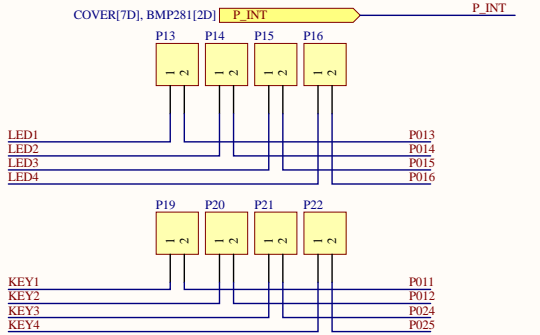 COVER[7D], BMP281[2D] P_INT P_INT
P13 P14 P15 P16
1 2 1 2 1 2 1 2
LED1 P013
LED2 P014
LED3 P015
LED4 P016
P19 P20 P21 P22
1 2 1 2 1 2 1 2
KEY1 P011
KEY2 P012
KEY3 P024
KEY4 P025